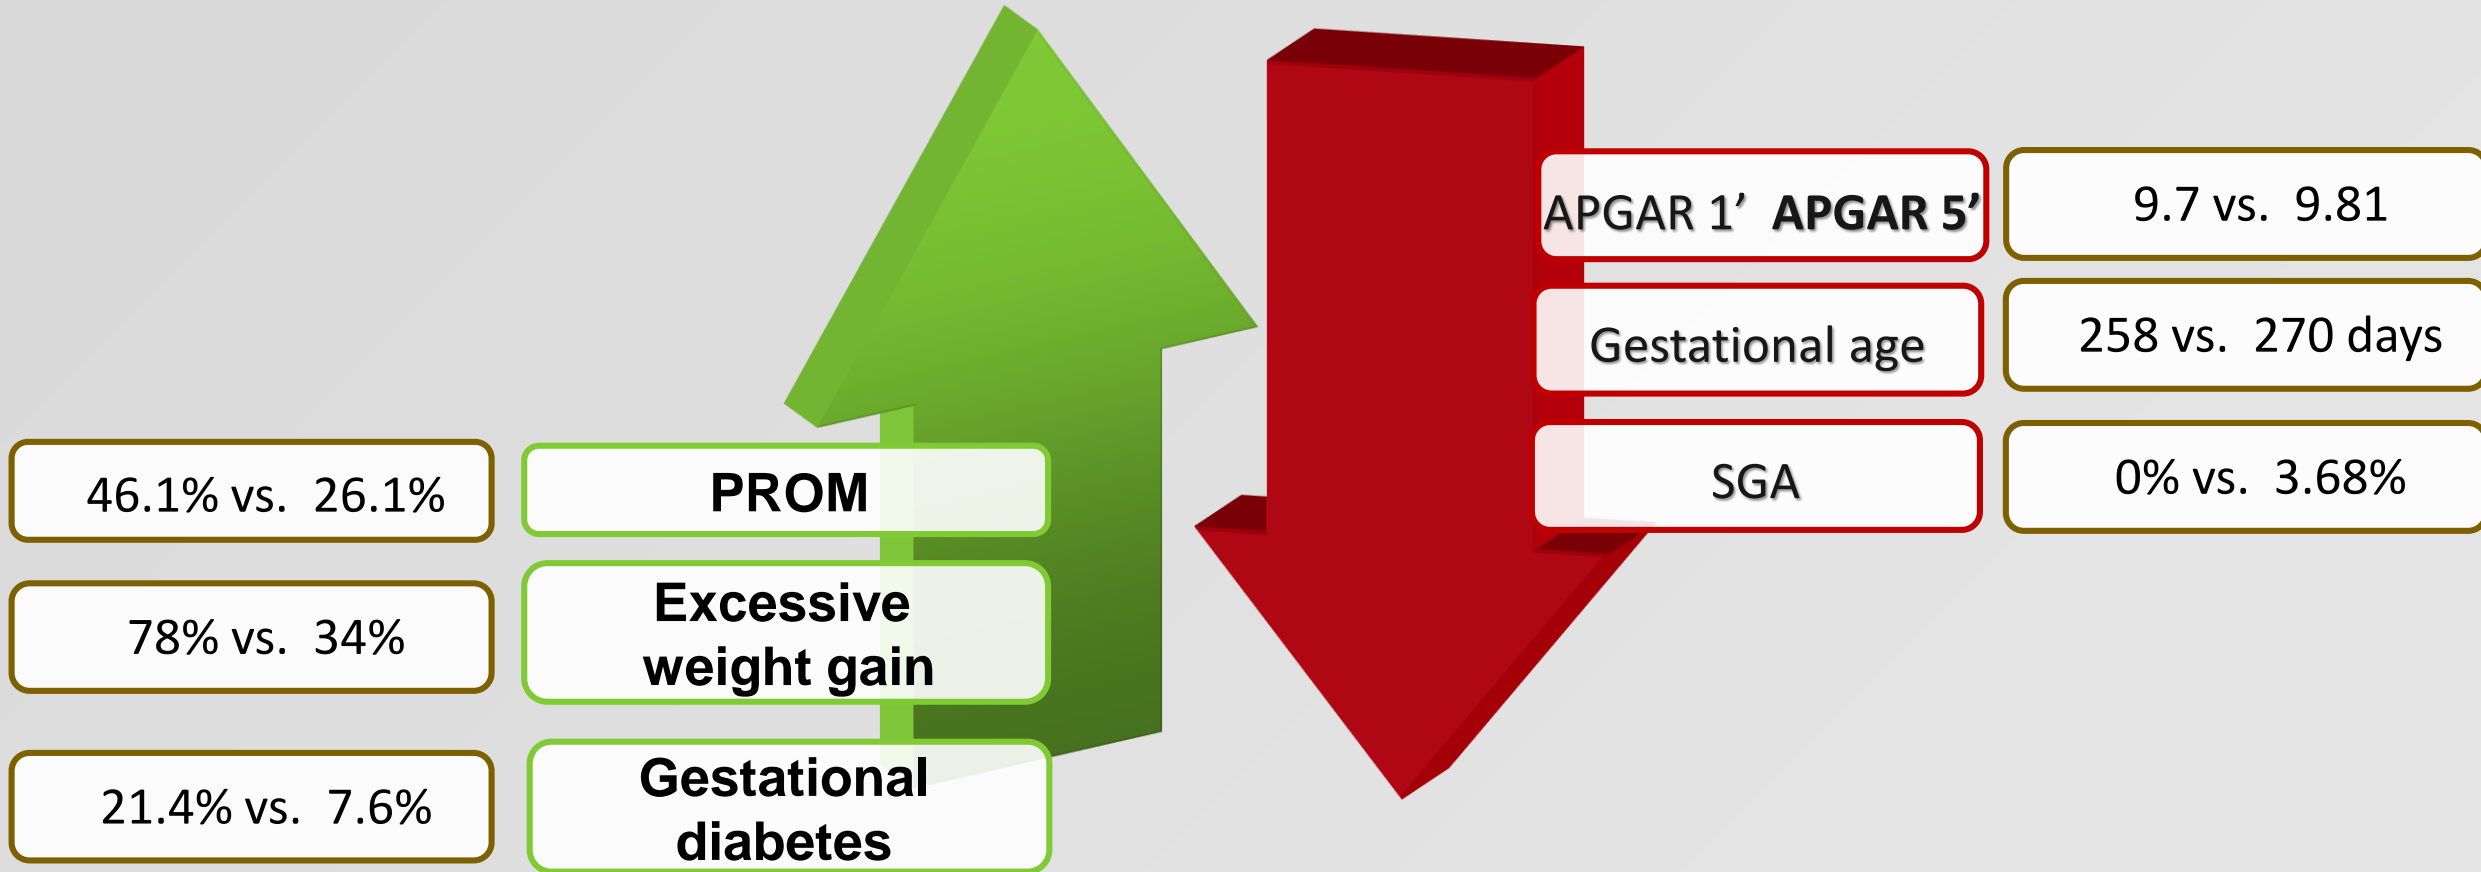 46.1% vs. 26.1%
PROM
78% vs. 34%
Excessive
weight gain
21.4% vs. 7.6%
Gestational
diabetes
APGAR 1’ APGAR 5’
9.7 vs. 9.81
Gestational age
258 vs. 270 days
SGA
0% vs. 3.68%